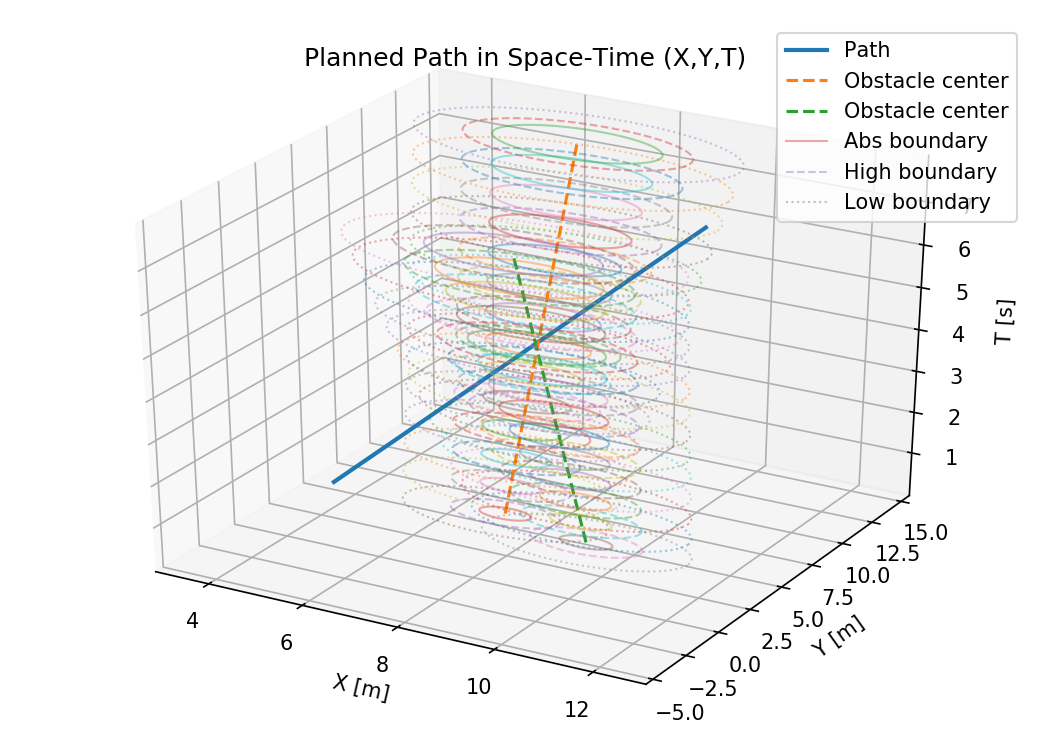 Planned Path in Space-Time (X,Y,T)
Path
Obstacle center
Obstacle center
Abs boundary
High boundary
Low boundary
6
5
4
3
2
1
T [s]
15.0
12.5
10.0
7.5
5.0
2.5
0.0
−2.5
−5.0
Y [m]
4
6
8
10
12
X [m]